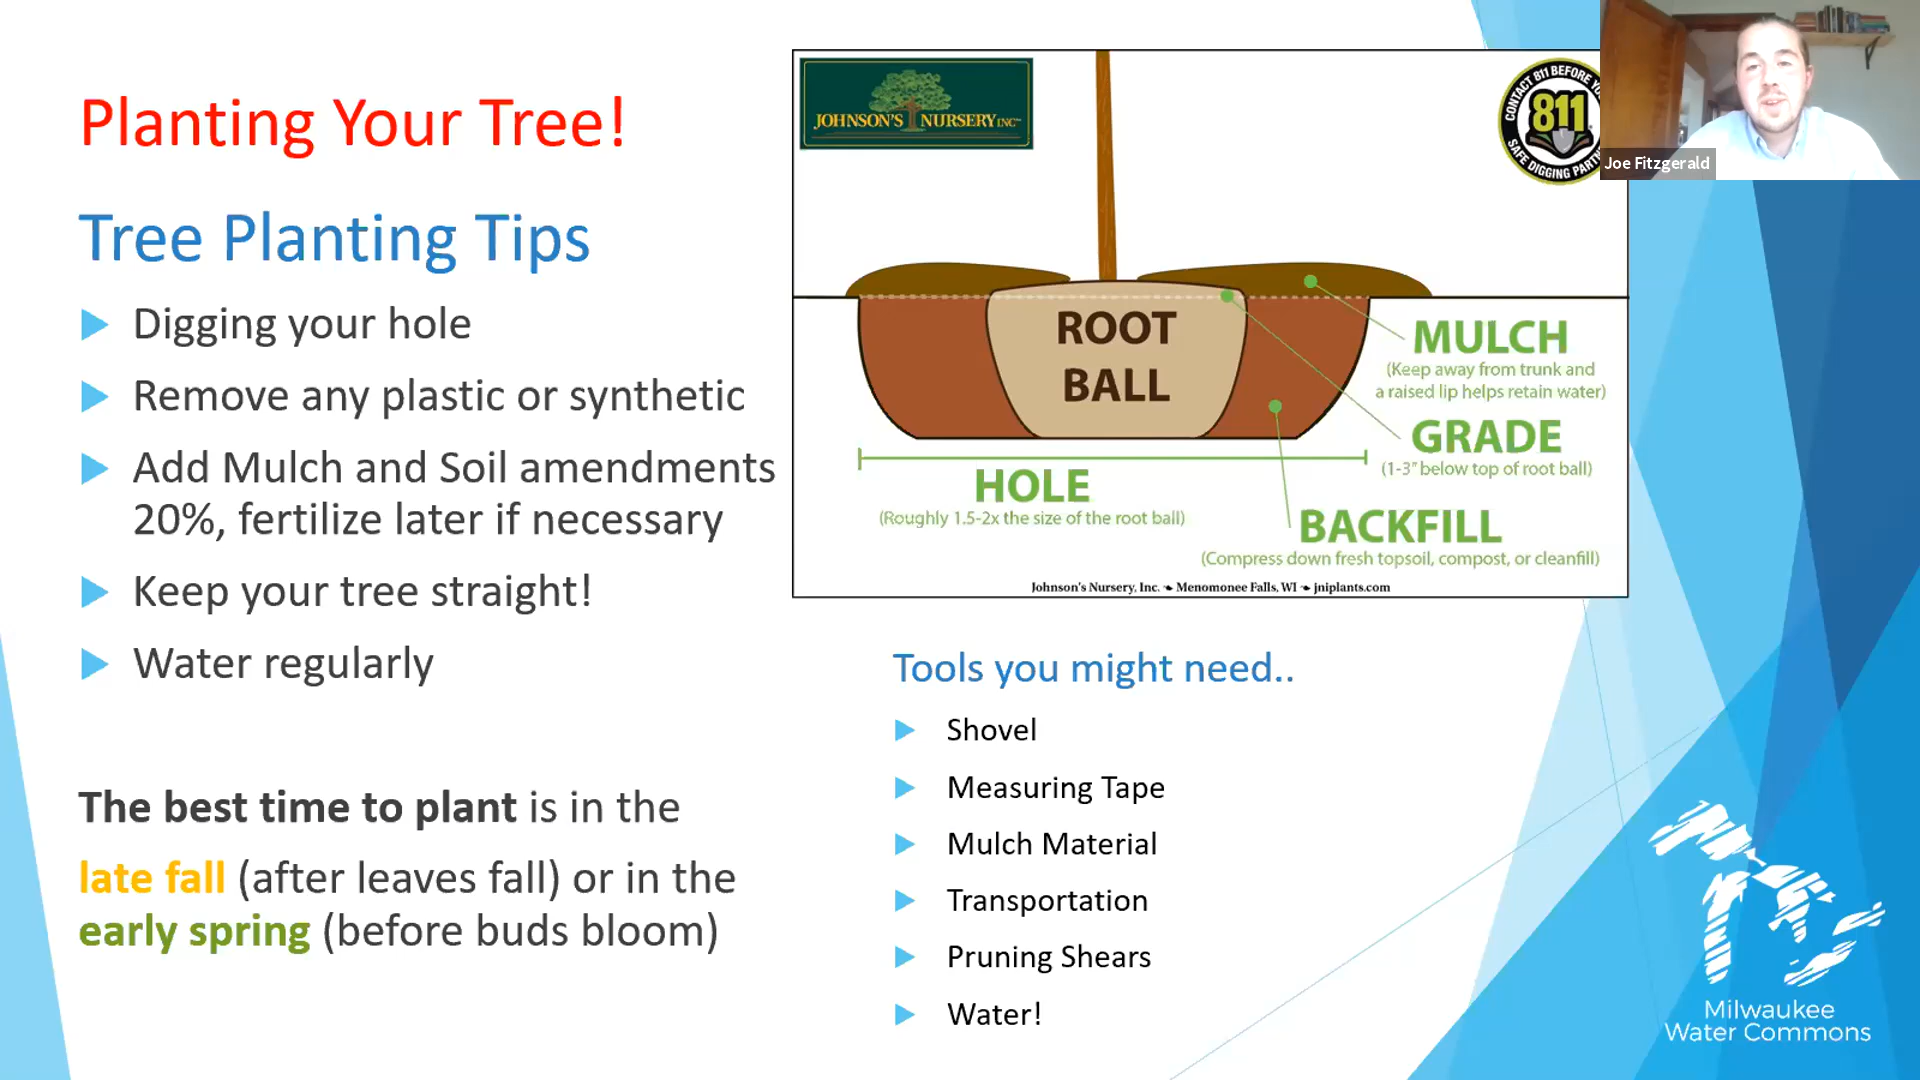 Planting Your Tree!
Tree Planting Tips
Digging your hole
Remove any plastic or synthetic
Add Mulch and Soil amendments
20%, fertilize later if necessary
Keep your tree straight!
Water regularly
The best time to plant is in the
late fall (after leaves fall) or in the
early spring (before buds bloom)
JOHNSON'S NURSERY INC
CONTACT 811 BEFORE
811
SAFE DIGGING
Joe Fitzgerald
ROOT
BALL
MULCH
(Keep away from trunk and
a raised lip helps retain water)
GRADE
(1-3" below top of root ball)
HOLE
(Roughly 1.5-2x the size of the root ball)
BACKFILL
(Compress down fresh topsoil, compost, or cleanfill)
Johnson's Nursery, Inc. Menomonee Falls, WI jniplants.com
Tools you might need..
Shovel
Measuring Tape
Mulch Material
Transportation
Pruning Shears
Water!
Milwaukee
Water Commons